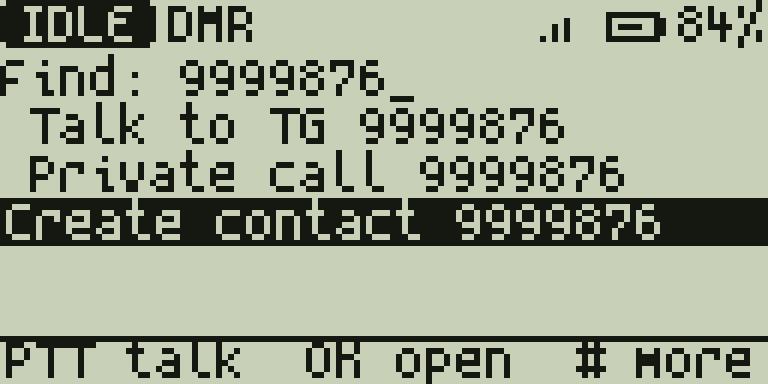 IDLE DMR 84%
Find: 9999876_
Talk to TG 9999876
Private call 9999876
Create contact 9999876
PTT talk OK open # More